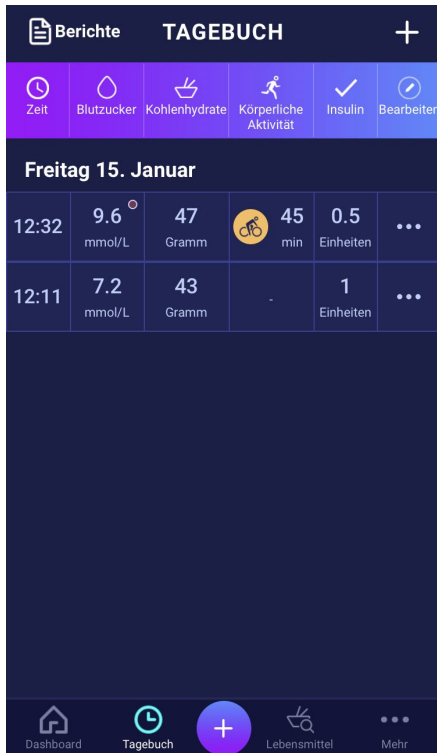 Berichte TAGEBUCH +
Zeit Blutzucker Kohlenhydrate Körperliche Aktivität Insulin Bearbeiter
Freitag 15. Januar
12:32 9.6 mmol/L 47 Gramm 45 min 0.5 Einheiten ...
12:11 7.2 mmol/L 43 Gramm - 1 Einheiten ...
Dashboard Tagebuch + Lebensmittel Mehr